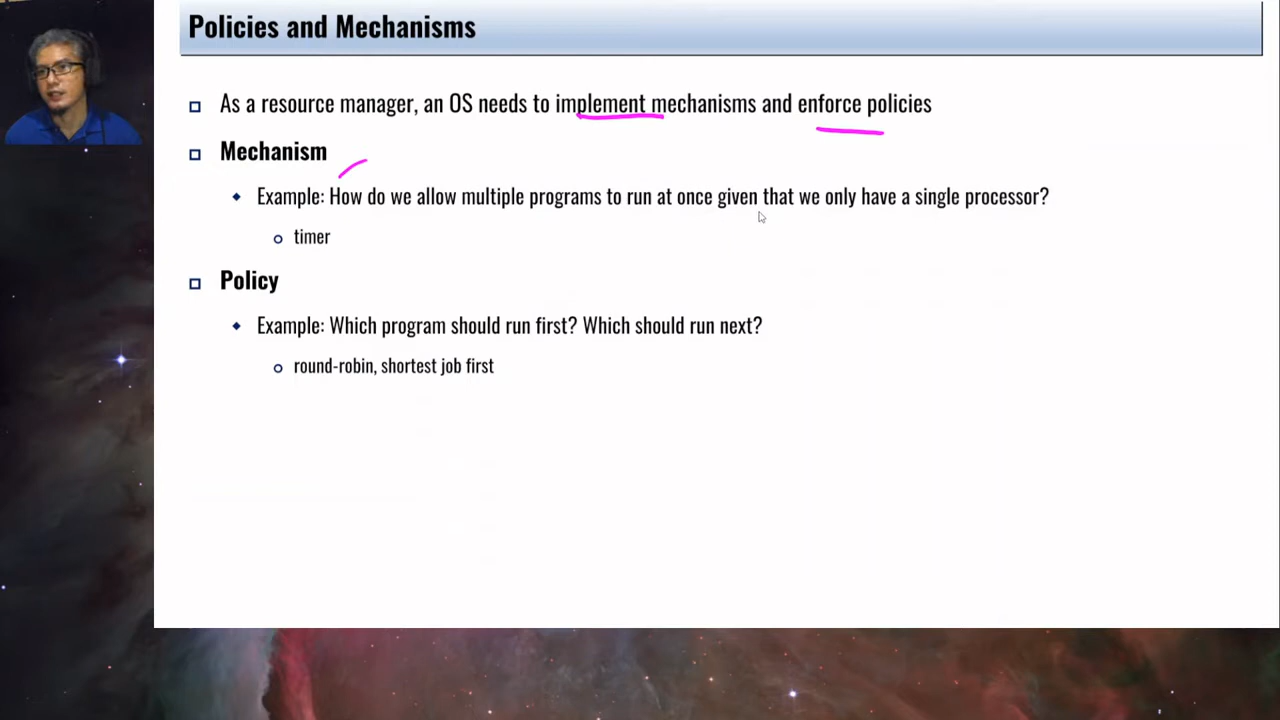 Policies and Mechanisms
As a resource manager, an OS needs to implement mechanisms and enforce policies
Mechanism
Example: How do we allow multiple programs to run at once given that we only have a single processor?
timer
Policy
Example: Which program should run first? Which should run next?
round-robin, shortest job first